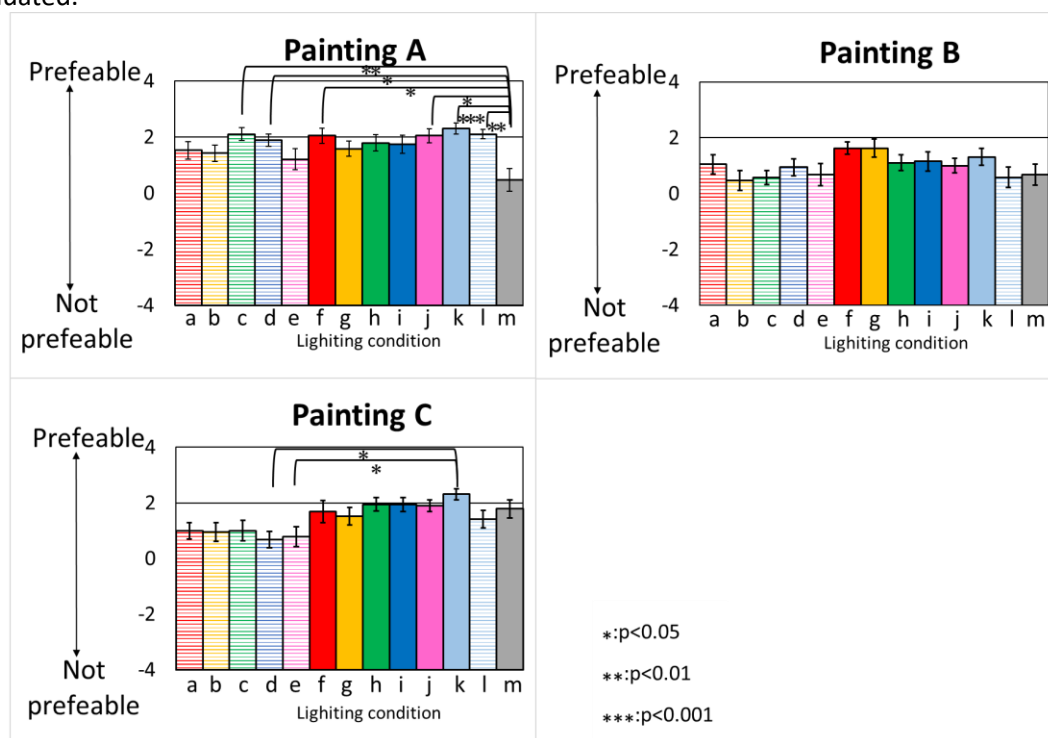 uated.
Painting A
Prefeable
4
2
0
-2
-4
Not
prefeable
**
*
*
*
***
**
a b c d e f g h i j k l m
Lighiting condition
Painting B
Prefeable
4
2
0
-2
-4
Not
prefeable
a b c d e f g h i j k l m
Lighiting condition
Painting C
Prefeable
4
2
0
-2
-4
Not
prefeable
*
*
a b c d e f g h i j k l m
Lighiting condition
*:p<0.05
**:p<0.01
***:p<0.001